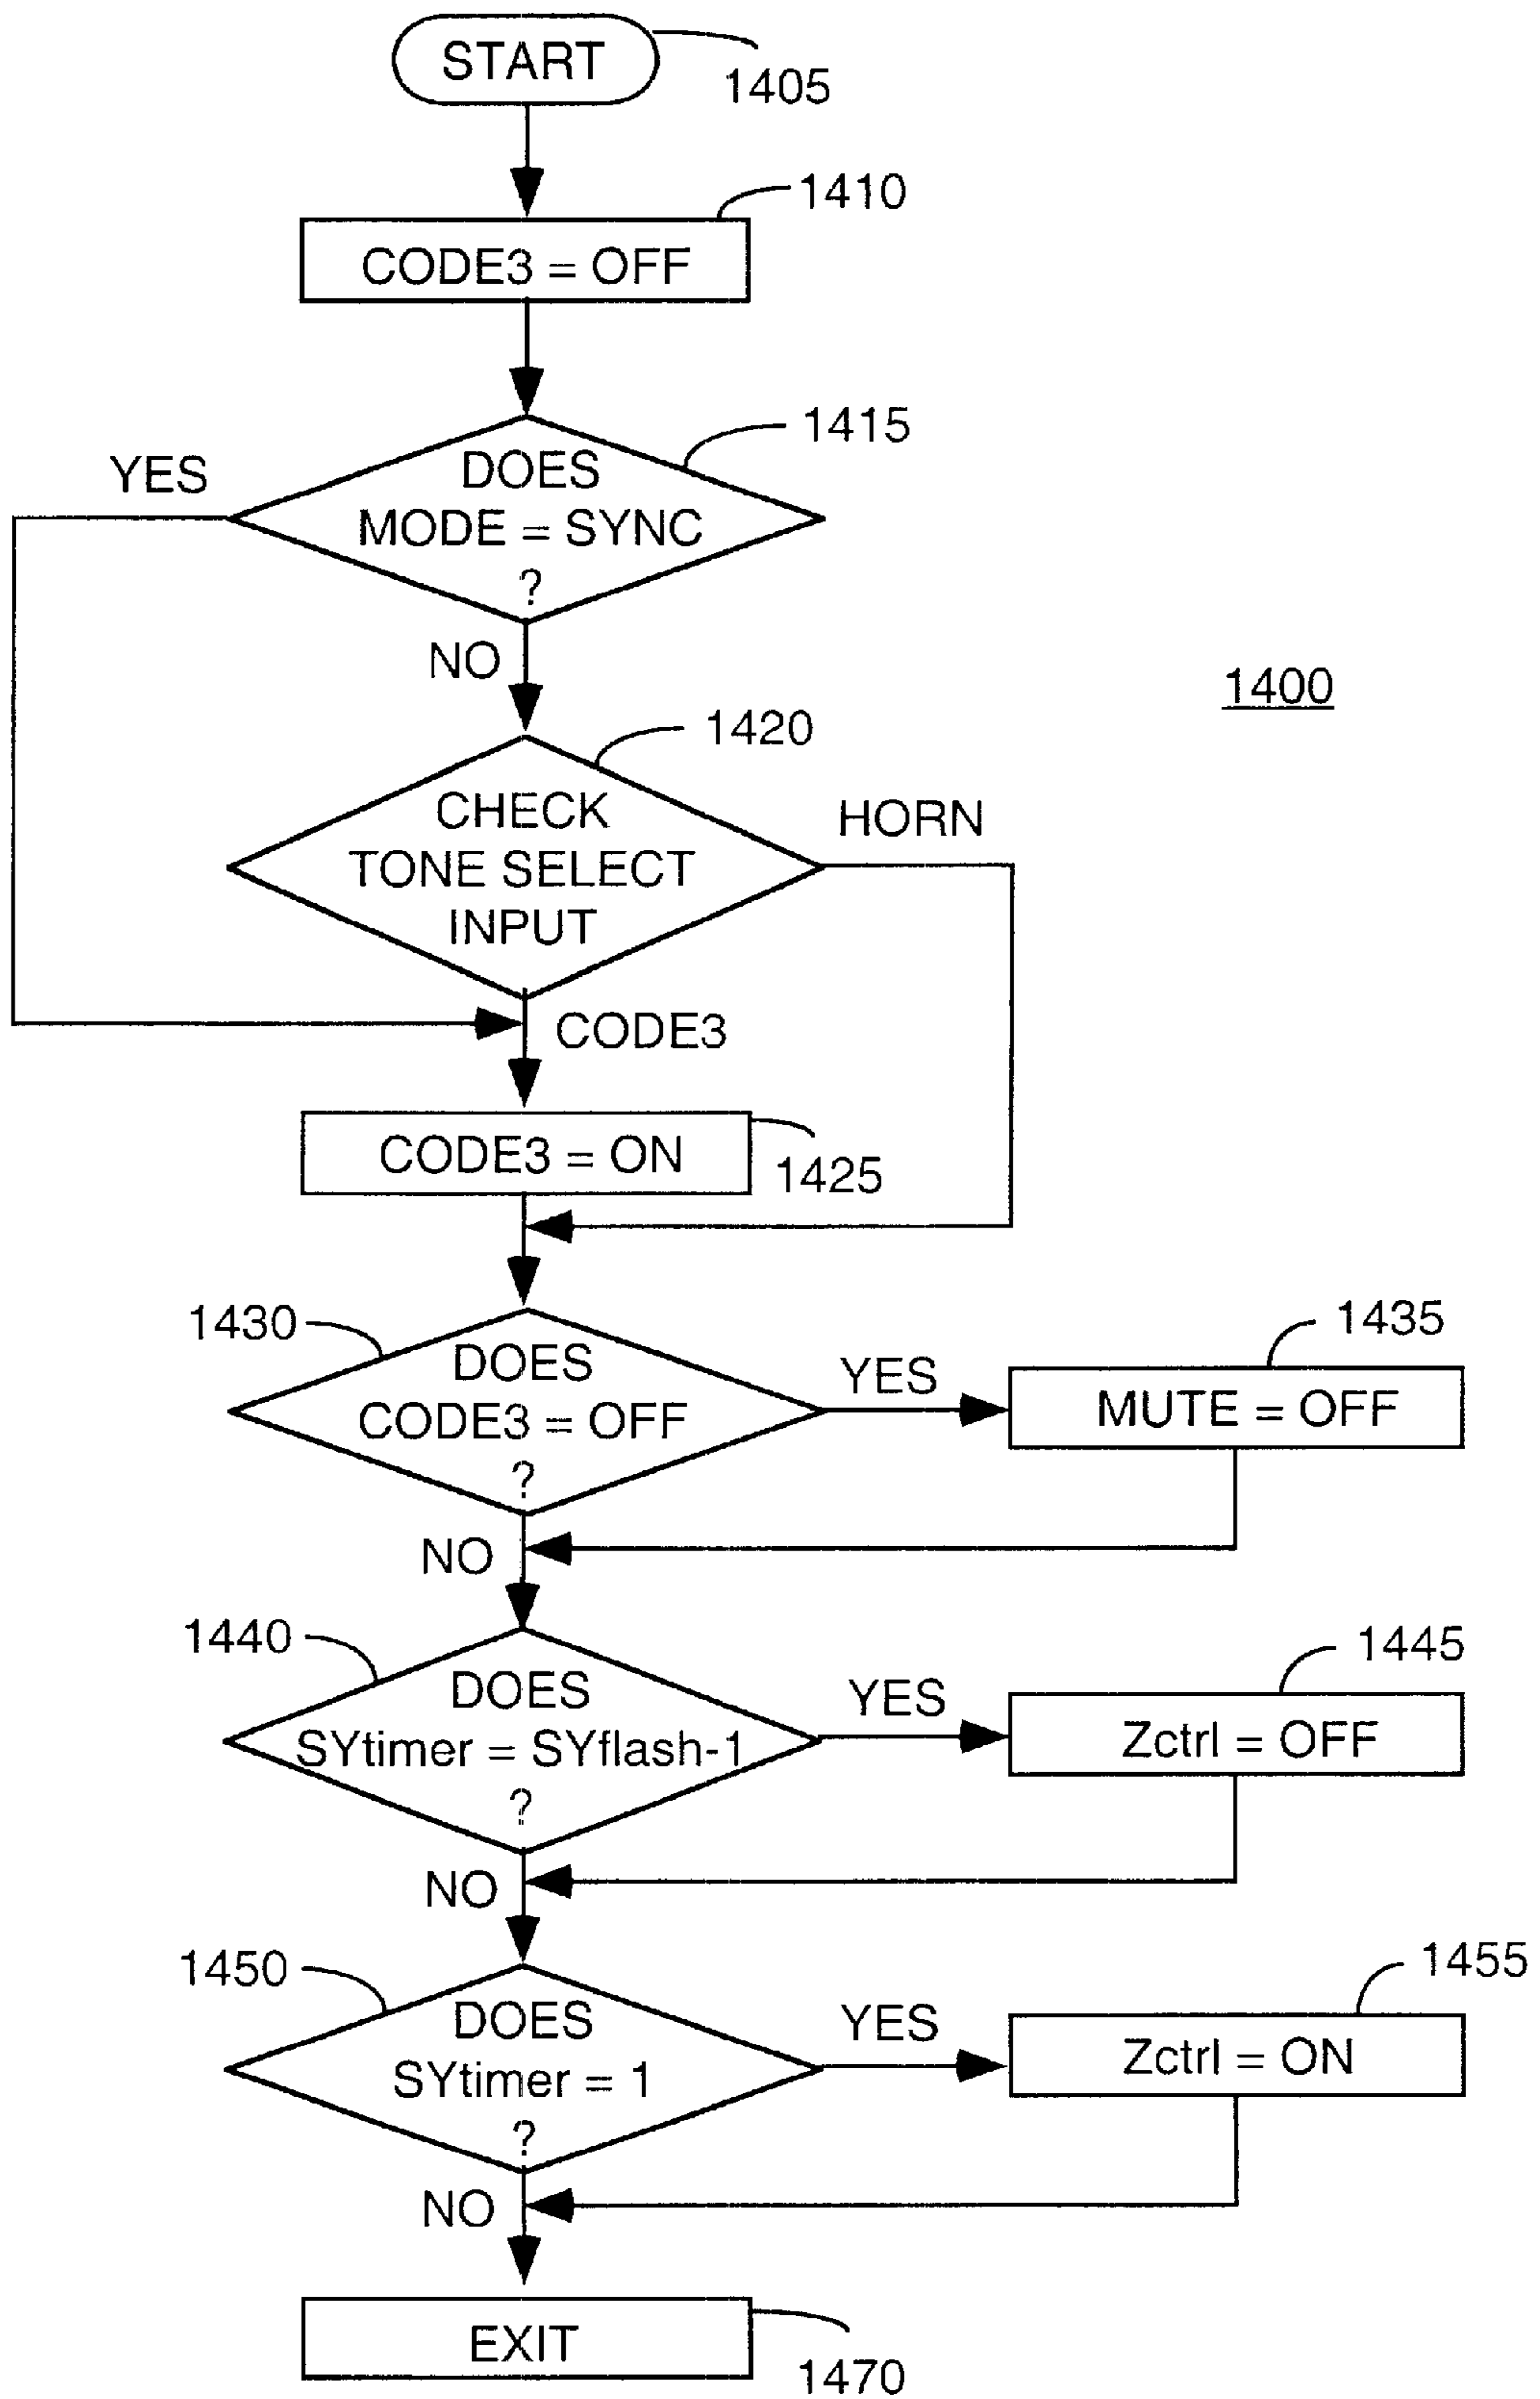 START
1405
1410
CODE3 = OFF
1415
YES
DOES
MODE = SYNC
?
NO
1400
1420
CHECK
TONE SELECT
INPUT
HORN
CODE3
CODE3 = ON
1425
1430
DOES
CODE3 = OFF
?
YES
1435
MUTE = OFF
NO
1440
DOES
SYtimer = SYflash-1
?
YES
1445
Zctrl = OFF
NO
1450
DOES
SYtimer = 1
?
YES
1455
Zctrl = ON
NO
EXIT
1470